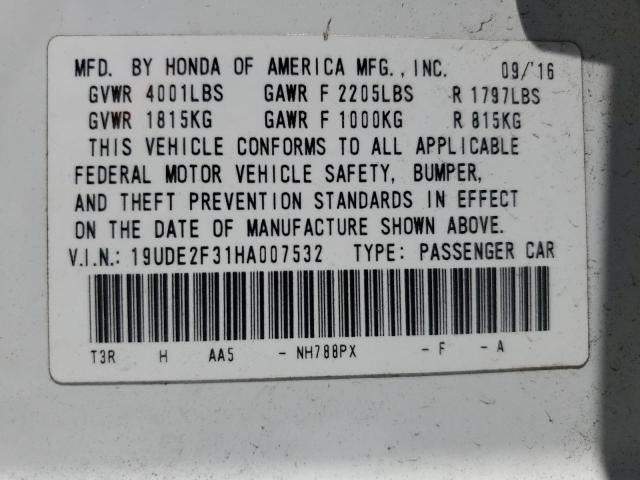 MFD. BY HONDA OF AMERICA MFG., INC. 09/'16
GVWR 4001LBS GAWR F 2205LBS R 1797LBS
GVWR 1815KG GAWR F 1000KG R 815KG
THIS VEHICLE CONFORMS TO ALL APPLICABLE
FEDERAL MOTOR VEHICLE SAFETY, BUMPER,
AND THEFT PREVENTION STANDARDS IN EFFECT
ON THE DATE OF MANUFACTURE SHOWN ABOVE.
V.I.N.: 19UDE2F31HA007532 TYPE: PASSENGER CAR
T3R H AA5 - NH788PX - F - A